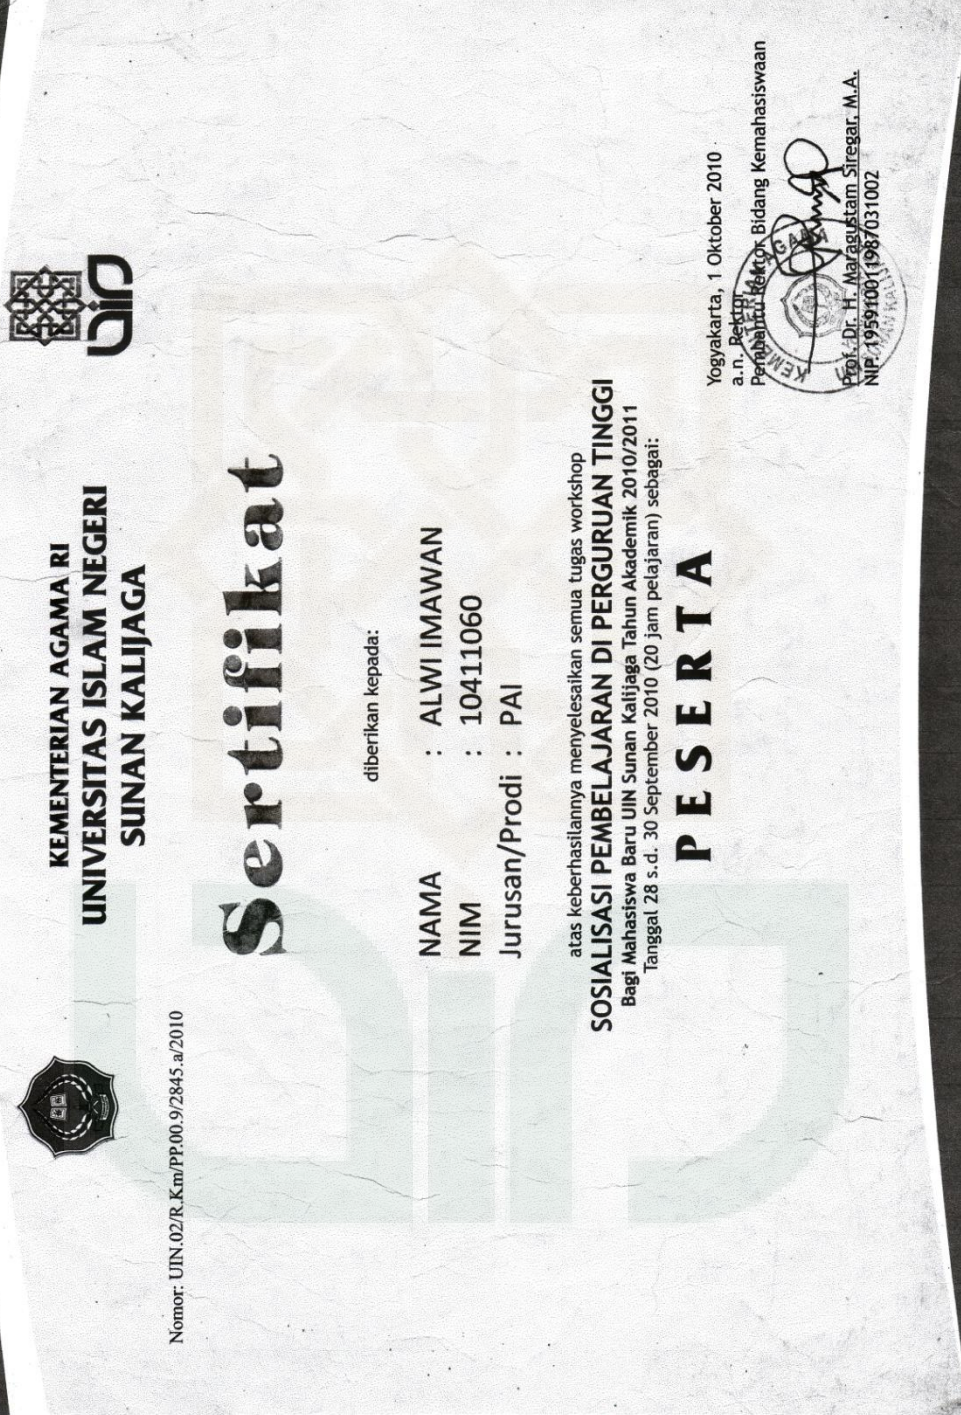 KEMENTERIAN AGAMA RI
UNIVERSITAS ISLAM NEGERI
SUNAN KALIJAGA
Nomor: UIN.02/R.Km/PP.00.9/2845.a/2010
Sertifikat
diberikan kepada:
NAMA : ALWI IMAWAN
NIM : 10411060
Jurusan/Prodi : PAI
atas keberhasilannya menyelesaikan semua tugas workshop
SOSIALISASI PEMBELAJARAN DI PERGURUAN TINGGI
Bagi Mahasiswa Baru UIN Sunan Kalijaga Tahun Akademik 2010/2011
Tanggal 28 s.d. 30 September 2010 (20 jam pelajaran) sebagai:
PESERTA
Yogyakarta, 1 Oktober 2010
a.n. Rektor
Pembantu Rektor Bidang Kemahasiswaan
Prof. Dr. H. Maragustam Siregar, M.A.
NIP. 195910011987031002